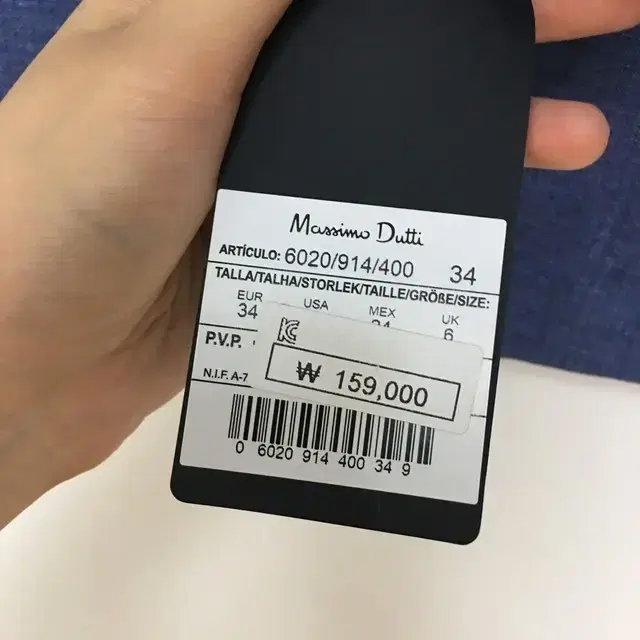 Massimo Dutti
ARTÍCULO: 6020/914/400 34
TALLA/TALHA/STORLEK/TAILLE/GRÖßE/SIZE:
EUR USA MEX UK
34 34 6
P.V.P.
₩ 159,000
N.I.F. A-7
0 6020 914 400 34 9